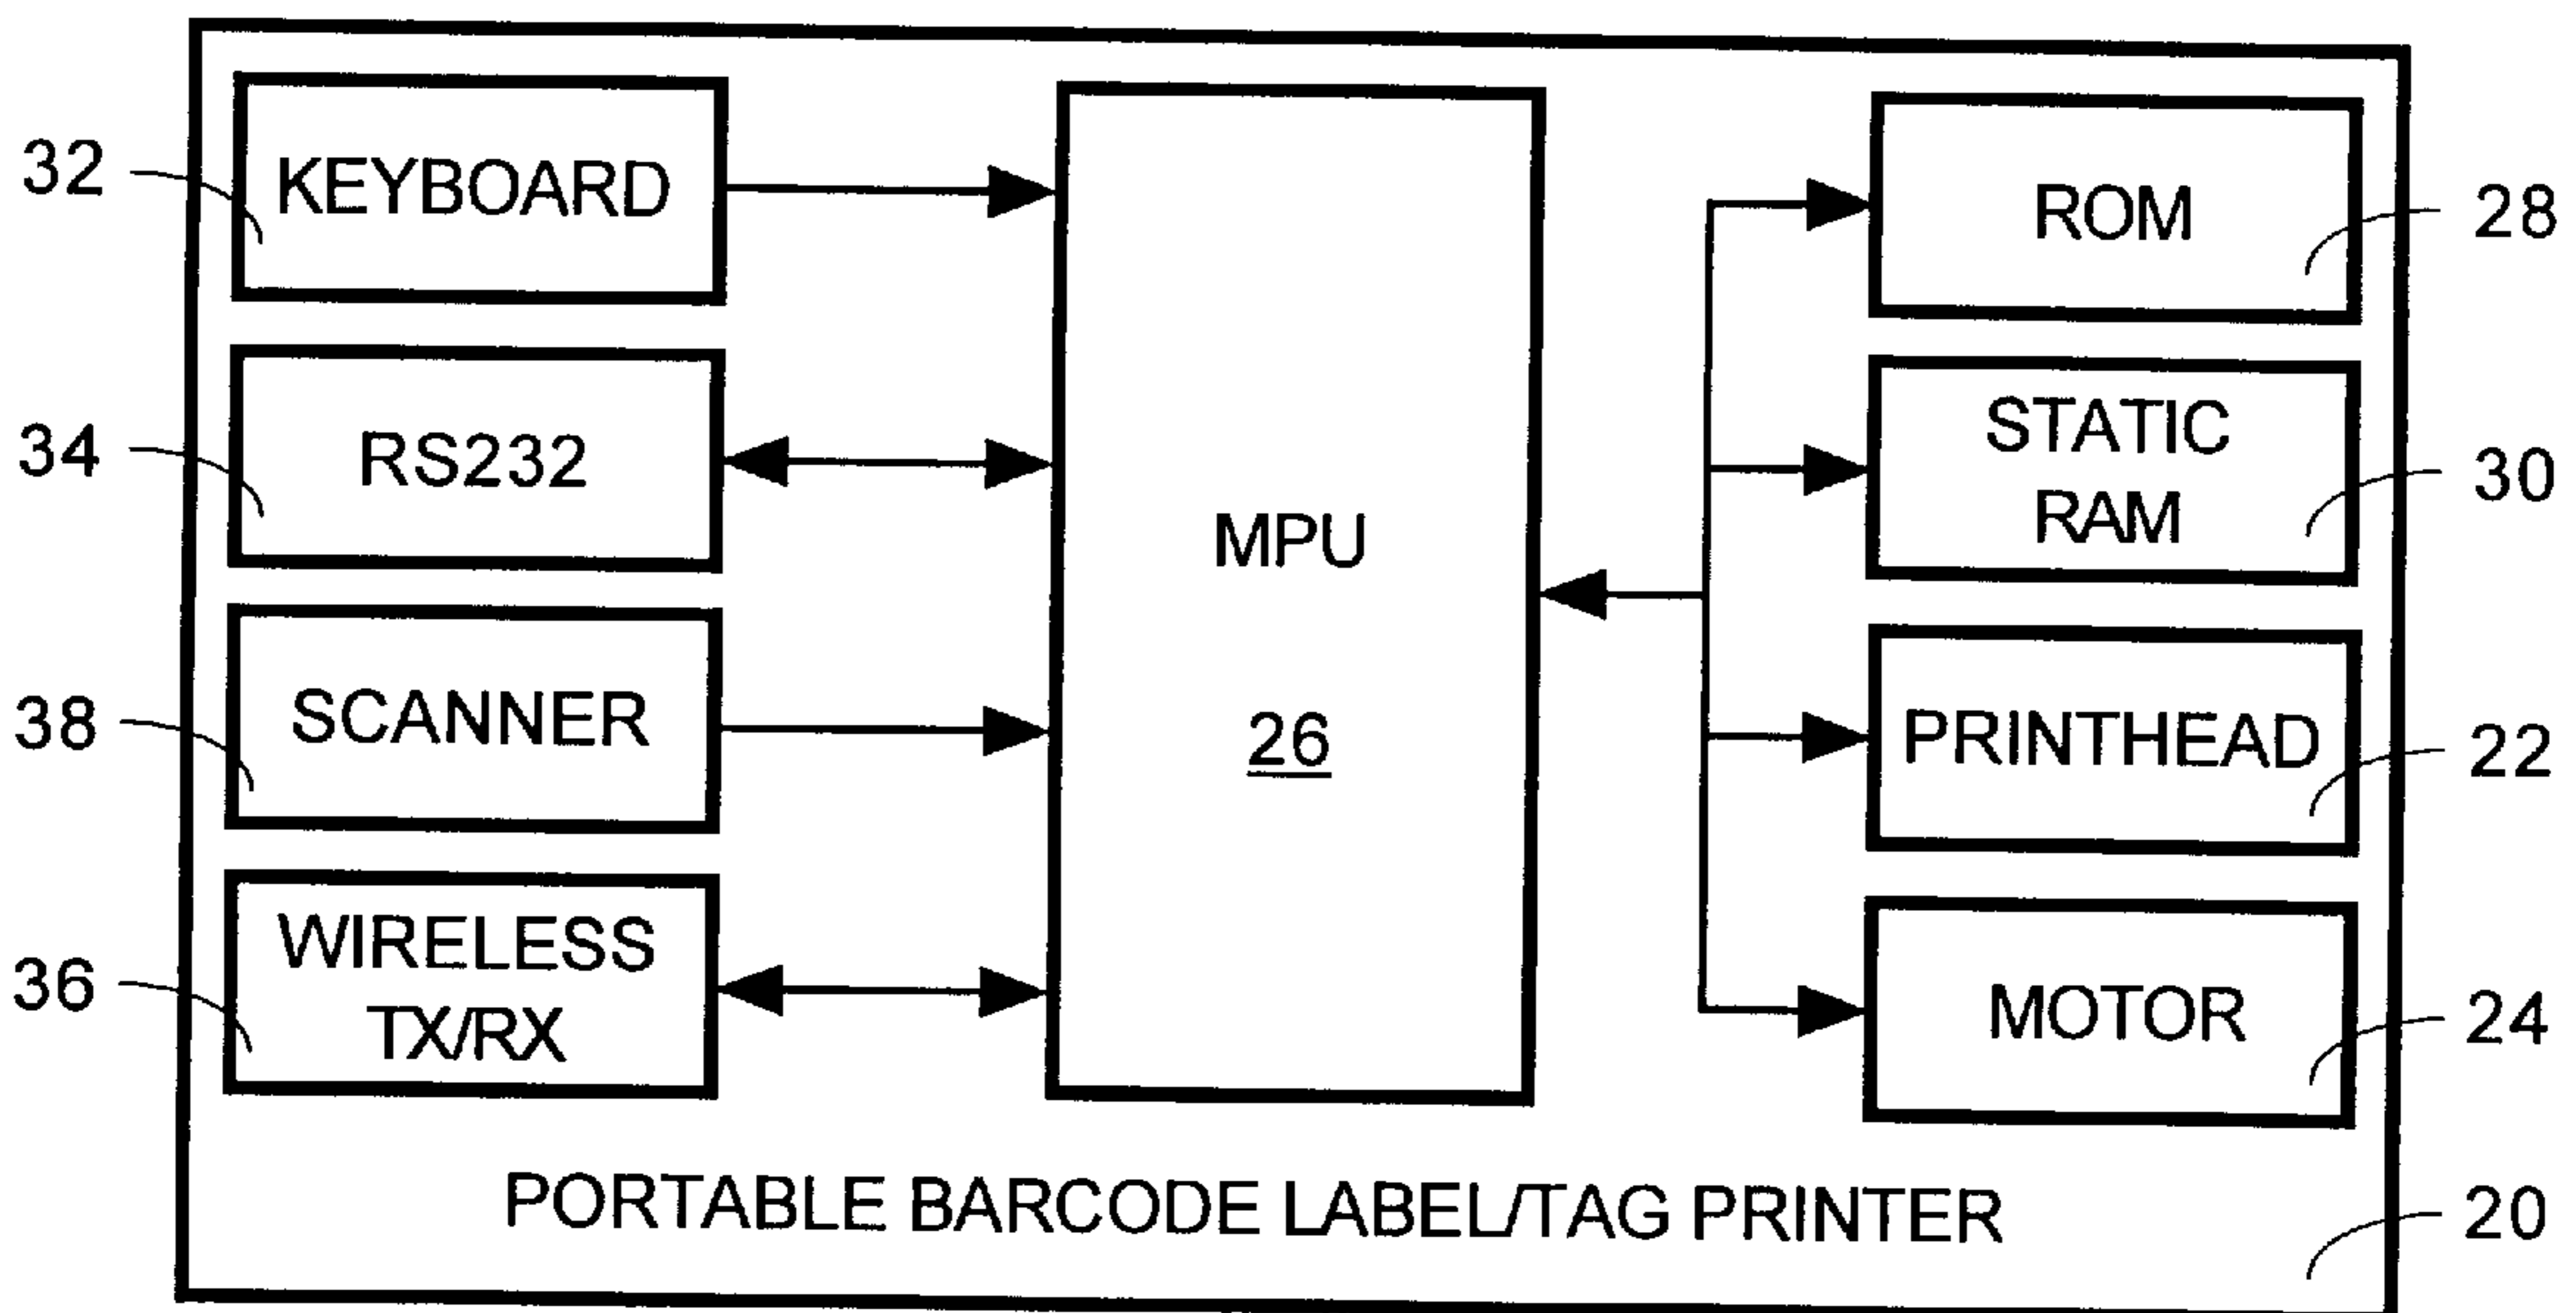 32
KEYBOARD
34
RS232
38
SCANNER
36
WIRELESS
TX/RX
MPU
26
ROM
28
STATIC
RAM
30
PRINTHEAD
22
MOTOR
24
PORTABLE BARCODE LABEL/TAG PRINTER
20